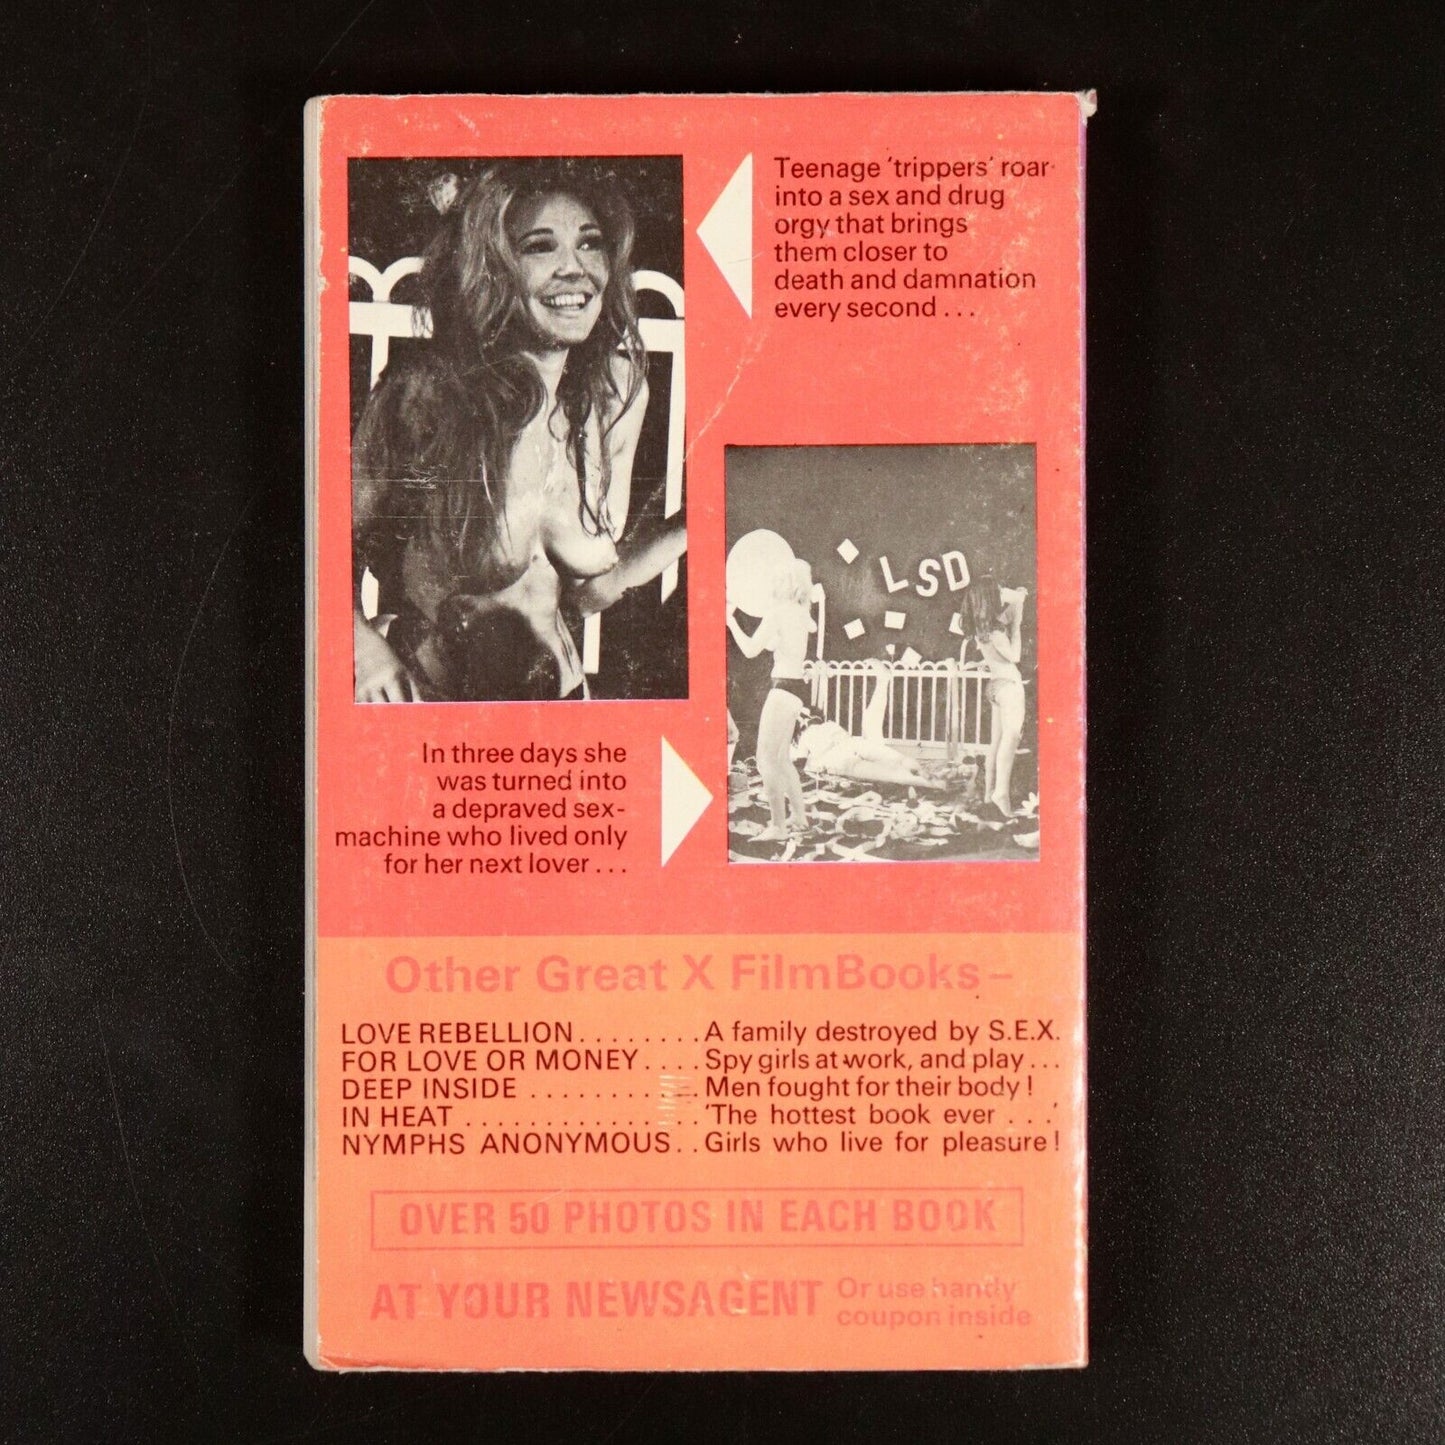 Teenage 'trippers' roar
into a sex and drug
orgy that brings
them closer to
death and damnation
every second . . .
LSD
In three days she
was turned into
a depraved sex-
machine who lived only
for her next lover . . .
Other Great X FilmBooks –
LOVE REBELLION . . . . . . . . A family destroyed by S.E.X.
FOR LOVE OR MONEY . . . . Spy girls at work, and play . . .
DEEP INSIDE . . . . . . . . . . . . Men fought for their body !
IN HEAT . . . . . . . . . . . . . . . . 'The hottest book ever . . .'
NYMPHS ANONYMOUS . . Girls who live for pleasure !
OVER 50 PHOTOS IN EACH BOOK
AT YOUR NEWSAGENT Or use handy
coupon inside